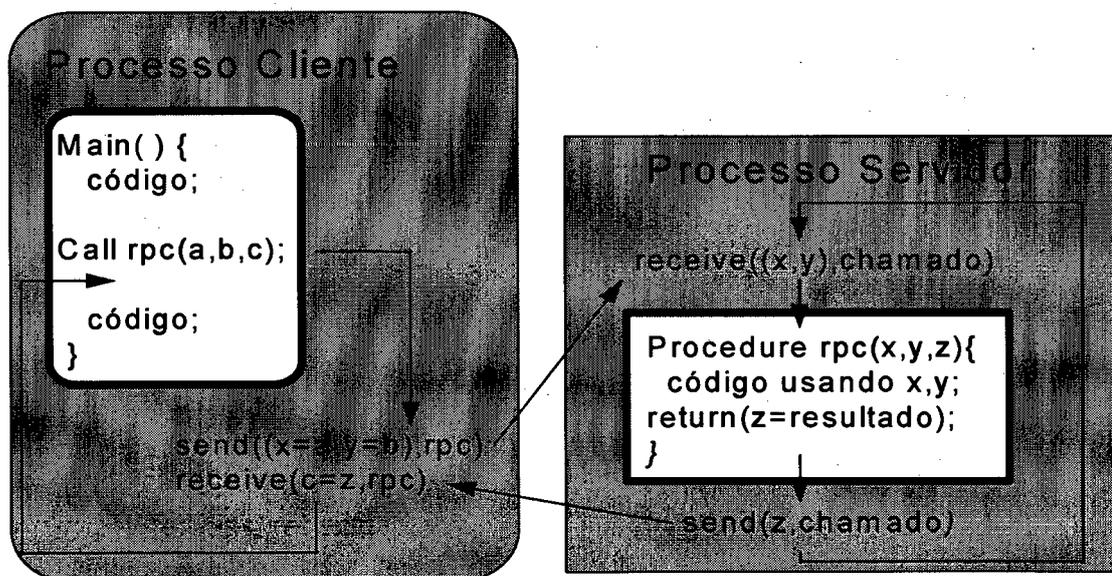 Processo Cliente
Main( ) {
código;
Call rpc(a,b,c);
código;
}
send((x=a,y=b),rpc)
receive(c=z,rpc)
Processo Servidor
receive((x,y),chamado)
Procedure rpc(x,y,z){
código usando x,y;
return(z=resultado);
}
send(z,chamado)